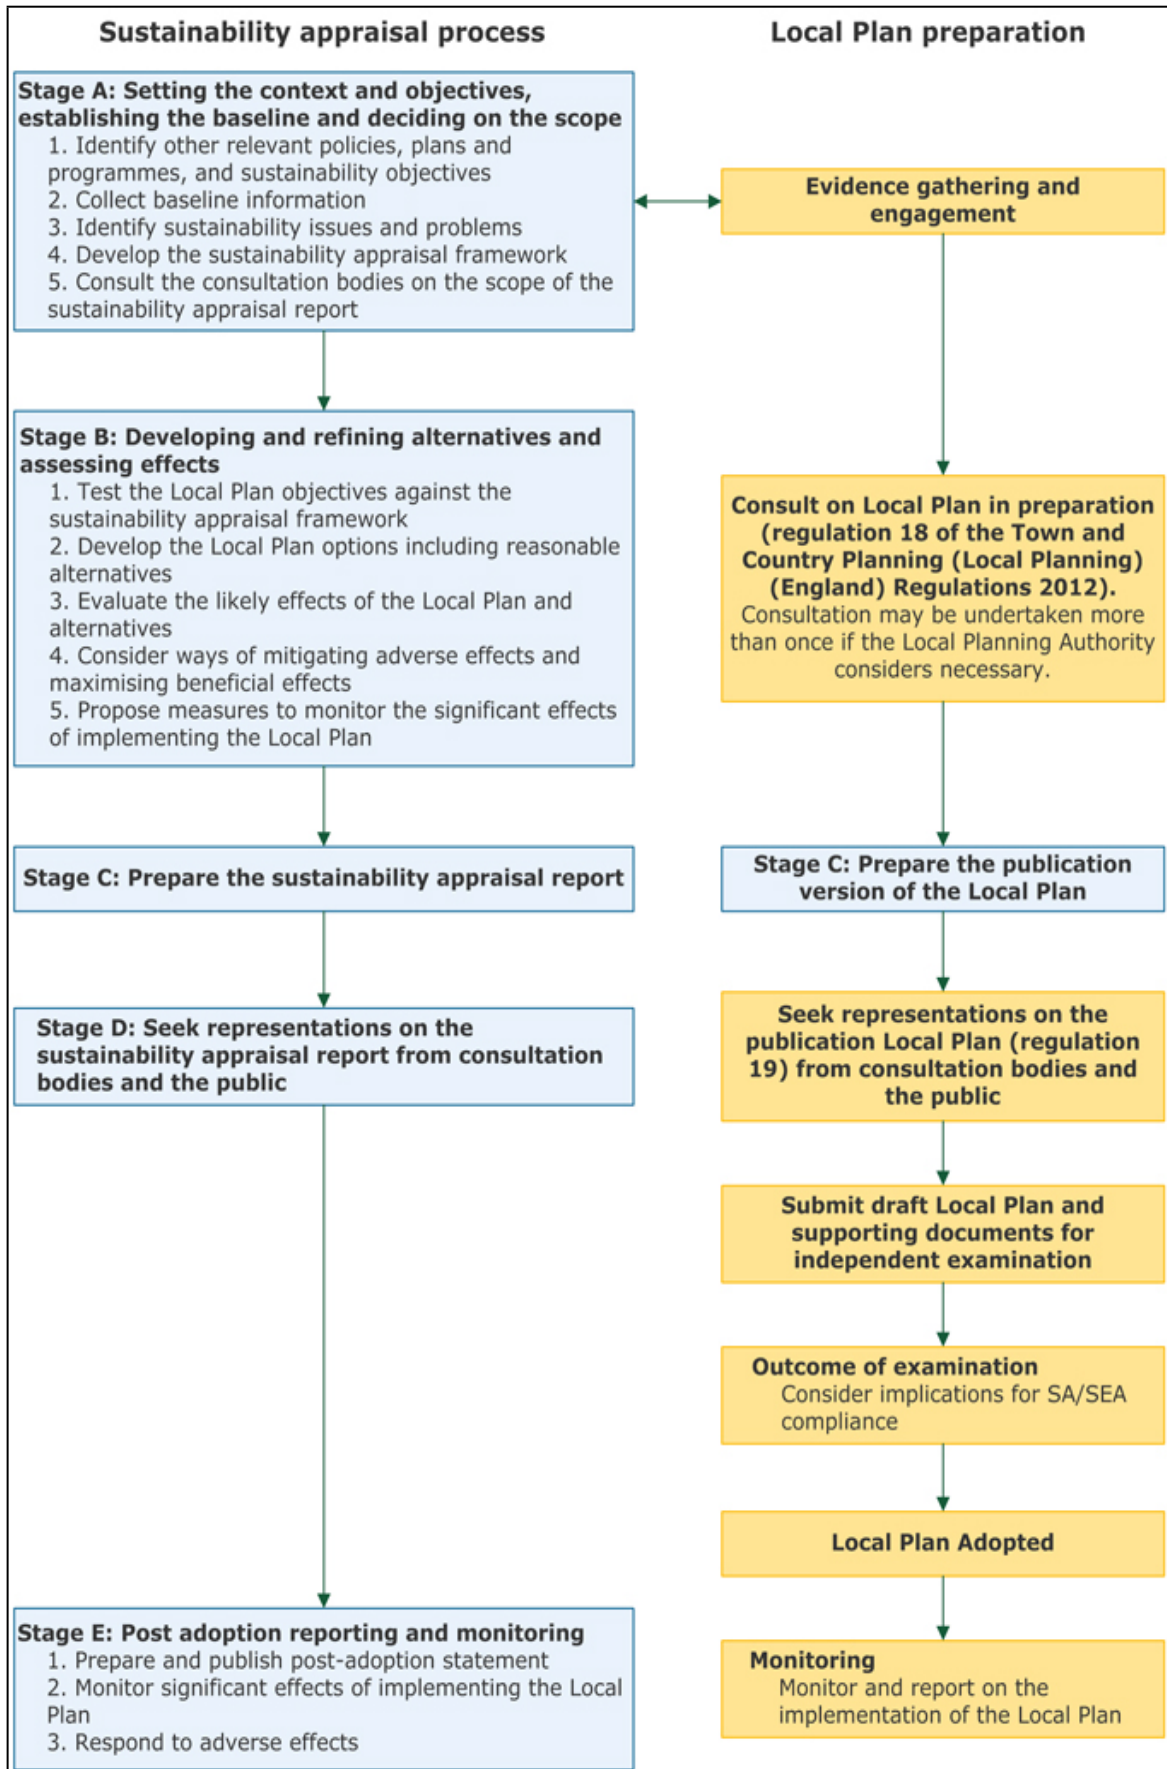 Sustainability appraisal process
Stage A: Setting the context and objectives,
establishing the baseline and deciding on the scope
1. Identify other relevant policies, plans and
programmes, and sustainability objectives
2. Collect baseline information
3. Identify sustainability issues and problems
4. Develop the sustainability appraisal framework
5. Consult the consultation bodies on the scope of the
sustainability appraisal report
Stage B: Developing and refining alternatives and
assessing effects
1. Test the Local Plan objectives against the
sustainability appraisal framework
2. Develop the Local Plan options including reasonable
alternatives
3. Evaluate the likely effects of the Local Plan and
alternatives
4. Consider ways of mitigating adverse effects and
maximising beneficial effects
5. Propose measures to monitor the significant effects
of implementing the Local Plan
Stage C: Prepare the sustainability appraisal report
Stage D: Seek representations on the
sustainability appraisal report from consultation
bodies and the public
Stage E: Post adoption reporting and monitoring
1. Prepare and publish post-adoption statement
2. Monitor significant effects of implementing the Local
Plan
3. Respond to adverse effects
Local Plan preparation
Evidence gathering and
engagement
Consult on Local Plan in preparation
(regulation 18 of the Town and
Country Planning (Local Planning)
(England) Regulations 2012).
Consultation may be undertaken more
than once if the Local Planning Authority
considers necessary.
Stage C: Prepare the publication
version of the Local Plan
Seek representations on the
publication Local Plan (regulation
19) from consultation bodies and
the public
Submit draft Local Plan and
supporting documents for
independent examination
Outcome of examination
Consider implications for SA/SEA
compliance
Local Plan Adopted
Monitoring
Monitor and report on the
implementation of the Local Plan